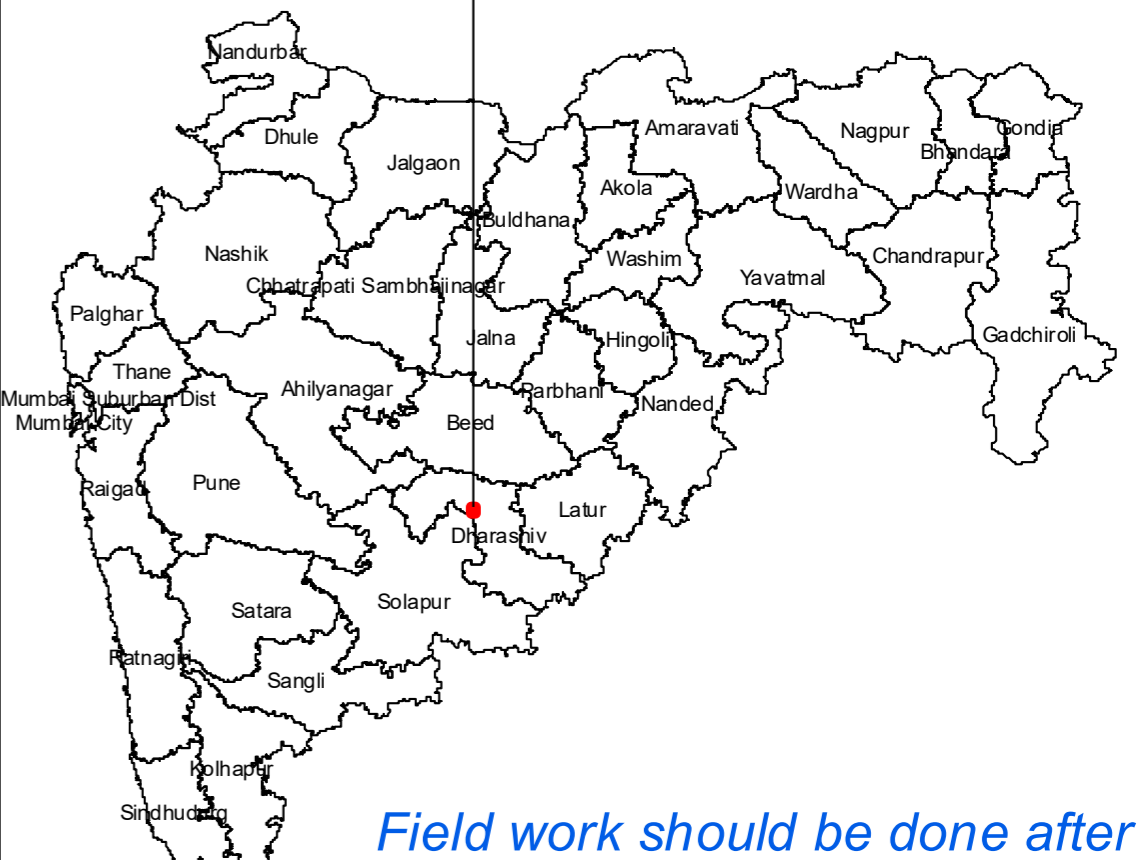 Nandurbar
Dhule
Jalgaon
Amaravati
Nagpur
Gondia
Bhandara
Akola
Wardha
Buldhana
Nashik
Washim
Chandrapur
Chhatrapati Sambhajinagar
Yavatmal
Palghar
Jalna
Hingoli
Gadchiroli
Thane
Ahilyanagar
Parbhani
Mumbai Suburban Dist
Nanded
Mumbai City
Beed
Raigad
Pune
Latur
Dharashiv
Satara
Solapur
Ratnagiri
Sangli
Kolhapur
Sindhudurg
Field work should be done after